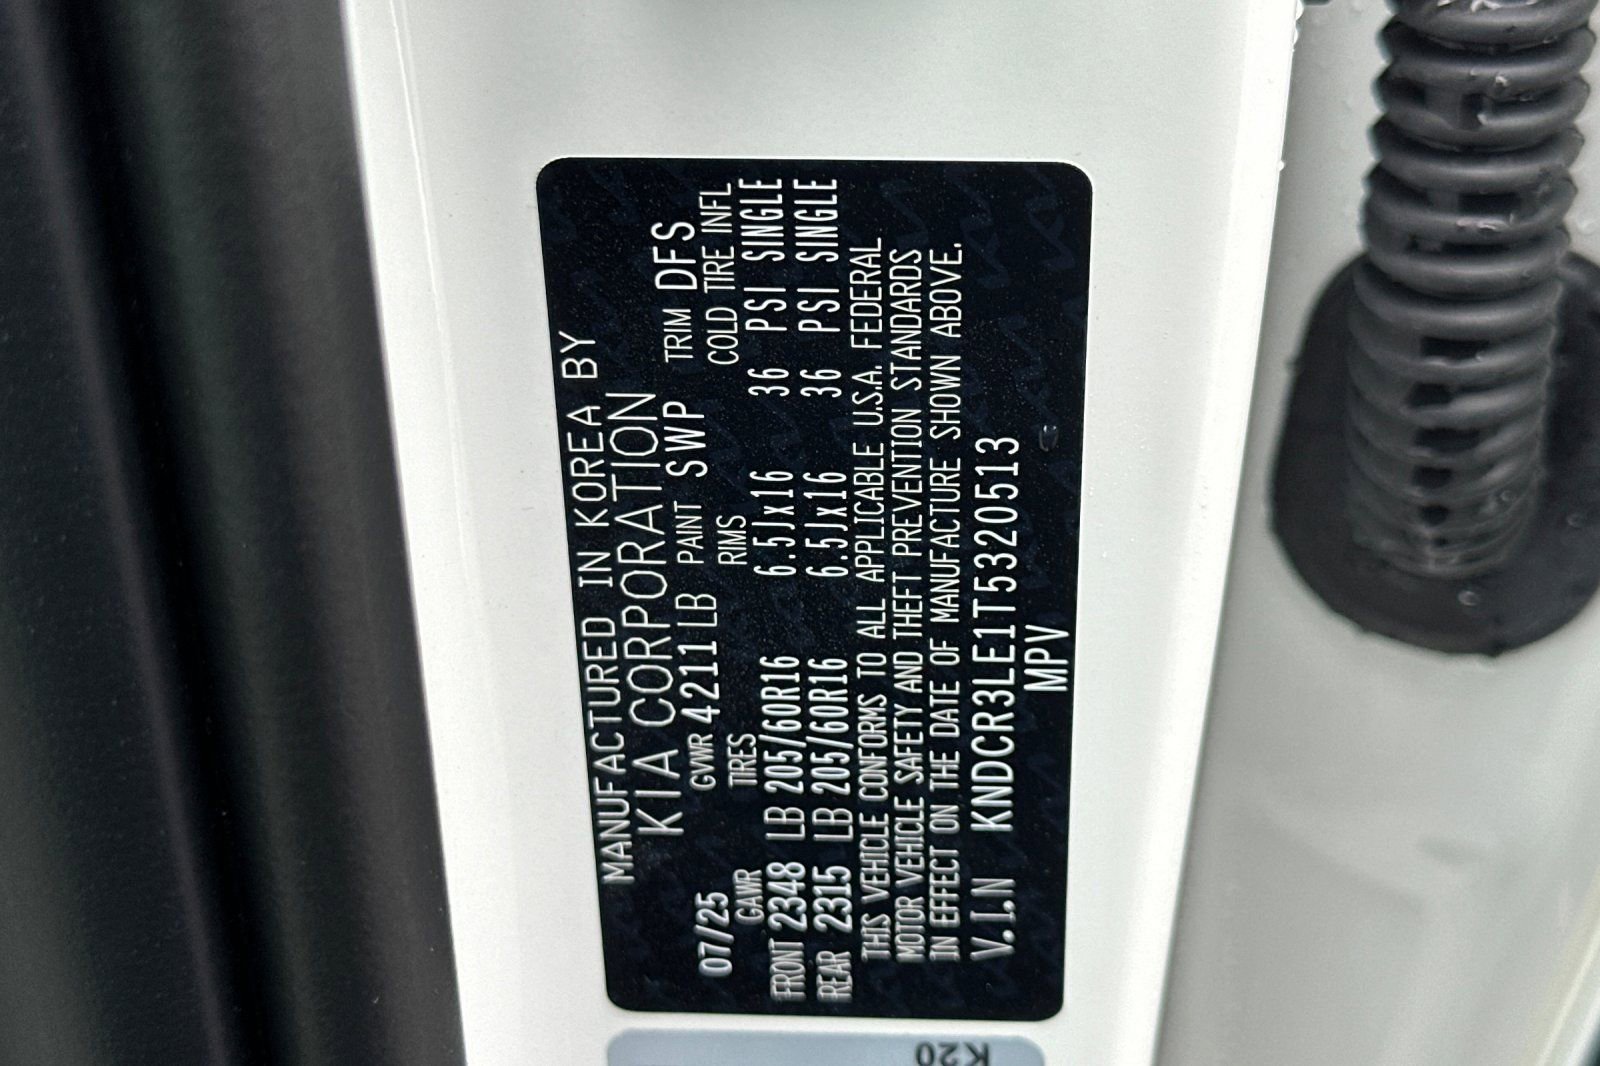 MANUFACTURED IN KOREA BY
KIA CORPORATION
07/25 GVWR 4211 LB PAINT SWP TRIM DFS
GAWR TIRES RIMS COLD TIRE INFL
FRONT 2348 LB 205/60R16 6.5Jx16 36 PSI SINGLE
REAR 2315 LB 205/60R16 6.5Jx16 36 PSI SINGLE
THIS VEHICLE CONFORMS TO ALL APPLICABLE U.S.A. FEDERAL
MOTOR VEHICLE SAFETY AND THEFT PREVENTION STANDARDS
IN EFFECT ON THE DATE OF MANUFACTURE SHOWN ABOVE.
V.I.N KNDCR3LE1T5320513
MPV
K20